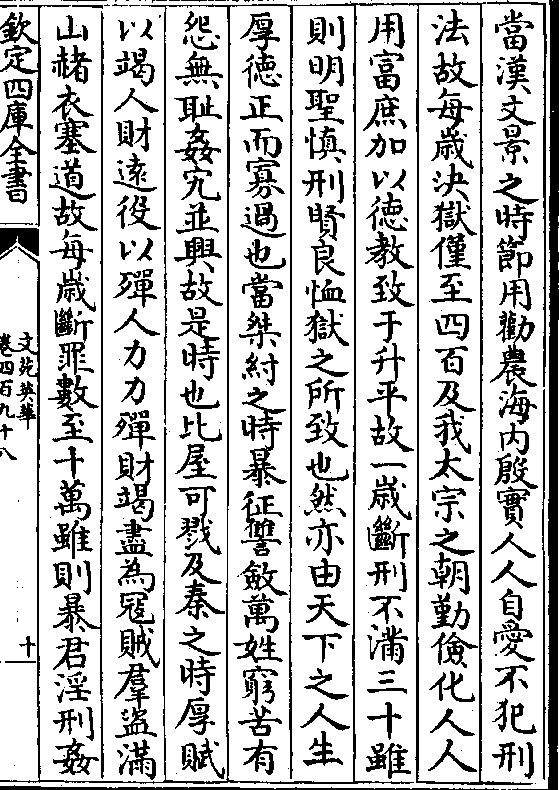 當漢文景之時節用勸農海内殷實人人自愛不犯刑
法故每歳決獄僅至四百及我太宗之朝勤儉化人人
用富庶加以徳教致于升平故一歳斷刑不滿三十雖
則明聖慎刑賢良恤獄之所致也然亦由天下之人生
厚徳正而寡過也當桀紂之時暴征讐斂萬姓窮苦有
怨無耻姦宄並興故是時也比屋可戮及秦之時厚賦
以竭人財逺役以殫人力力殫財竭盡為冦賊羣盜滿
山赭衣塞道故每歳斷罪數至十萬雖則暴君淫刑姦
欽定四庫全書
文苑英華
卷四百九十八
十